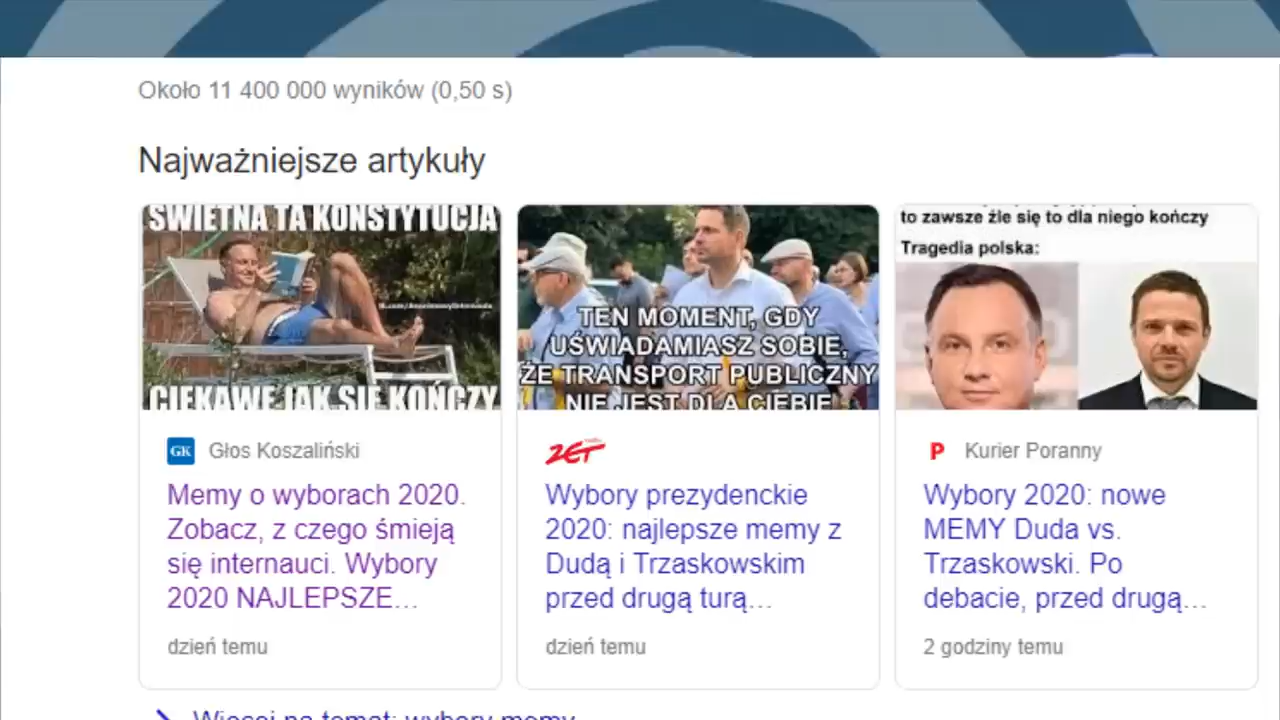 Około 11 400 000 wyników (0,50 s)
Najważniejsze artykuły
ŚWIETNA TA KONSTYTUCJA
CIEKAWE JAK SIĘ KOŃCZY
GK Głos Koszaliński
Memy o wyborach 2020.
Zobacz, z czego śmieją
się internauci. Wybory
2020 NAJLEPSZE...
dzień temu
TEN MOMENT, GDY
UŚWIADAMIASZ SOBIE,
ŻE TRANSPORT PUBLICZNY
NIE JEST DLA CIEBIE
ZET
Wybory prezydenckie
2020: najlepsze memy z
Dudą i Trzaskowskim
przed drugą turą...
dzień temu
to zawsze źle się to dla niego kończy
Tragedia polska:
P Kurier Poranny
Wybory 2020: nowe
MEMY Duda vs.
Trzaskowski. Po
debacie, przed drugą...
2 godziny temu
Więcej na temat: wybory memy